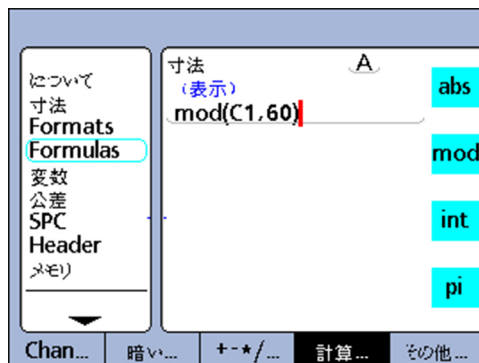 について
寸法
Formats
Formulas
変数
公差
SPC
Header
メモリ
寸法
A
（表示）
mod(C1,60)
abs
mod
int
pi
Chan...
暗い...
+-*/...
計算...
その他...